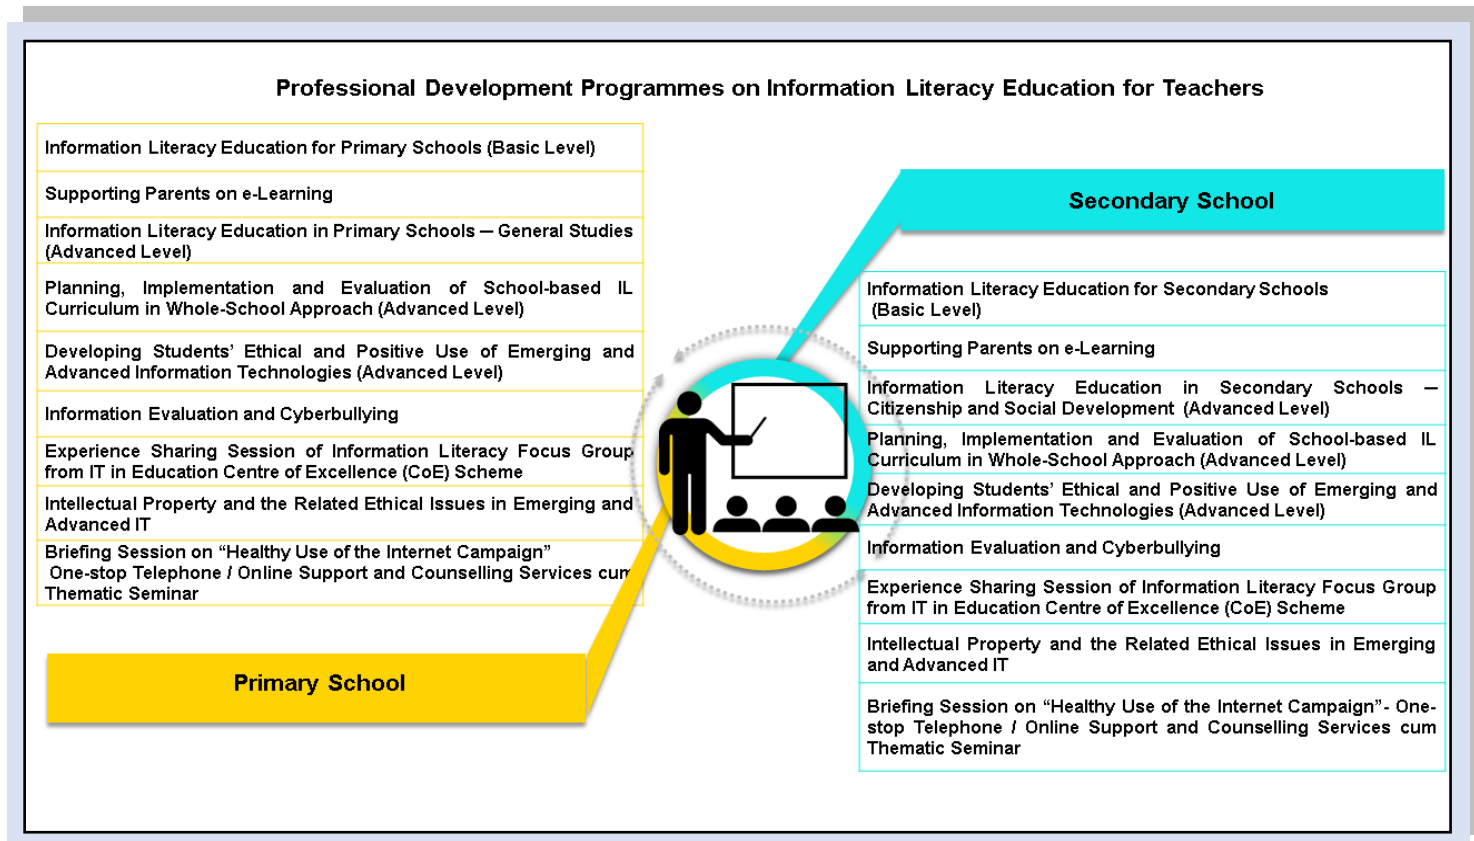 Professional Development Programmes on Information Literacy Education for Teachers
Information Literacy Education for Primary Schools (Basic Level)
Supporting Parents on e-Learning
Information Literacy Education in Primary Schools — General Studies
(Advanced Level)
Planning, Implementation and Evaluation of School-based IL
Curriculum in Whole-School Approach (Advanced Level)
Developing Students’ Ethical and Positive Use of Emerging and
Advanced Information Technologies (Advanced Level)
Information Evaluation and Cyberbullying
Experience Sharing Session of Information Literacy Focus Group
from IT in Education Centre of Excellence (CoE) Scheme
Intellectual Property and the Related Ethical Issues in Emerging and
Advanced IT
Briefing Session on “Healthy Use of the Internet Campaign”
One-stop Telephone / Online Support and Counselling Services cum
Thematic Seminar
Primary School
Secondary School
Information Literacy Education for Secondary Schools
(Basic Level)
Supporting Parents on e-Learning
Information Literacy Education in Secondary Schools —
Citizenship and Social Development (Advanced Level)
Planning, Implementation and Evaluation of School-based IL
Curriculum in Whole-School Approach (Advanced Level)
Developing Students’ Ethical and Positive Use of Emerging and
Advanced Information Technologies (Advanced Level)
Information Evaluation and Cyberbullying
Experience Sharing Session of Information Literacy Focus Group
from IT in Education Centre of Excellence (CoE) Scheme
Intellectual Property and the Related Ethical Issues in Emerging
and Advanced IT
Briefing Session on “Healthy Use of the Internet Campaign”- One-
stop Telephone / Online Support and Counselling Services cum
Thematic Seminar